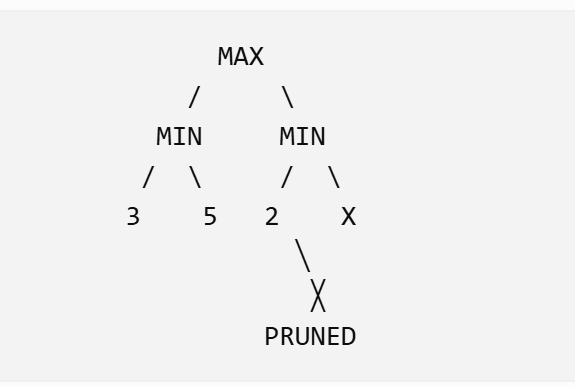 MAX
/ \
MIN MIN
/ \ / \
3 5 2 X
\
X
PRUNED